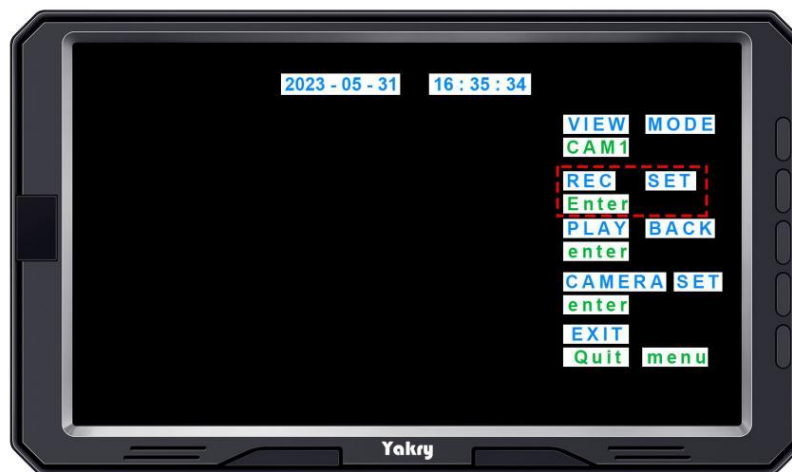 2023 - 05 - 31 16 : 35 : 34
VIEW MODE
CAM1
REC SET
Enter
PLAY BACK
enter
CAMERA SET
enter
EXIT
Quit menu
Yakry